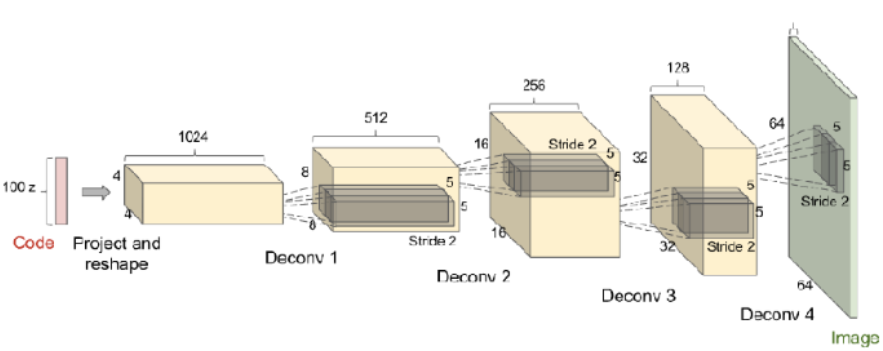 100 z
Code
Project and
reshape
1024
4
4
512
8
8
5
5
Stride 2
Deconv 1
256
16
16
Stride 2
5
5
Deconv 2
128
32
32
5
5
Stride 2
Deconv 3
64
64
5
5
Stride 2
Deconv 4
Image